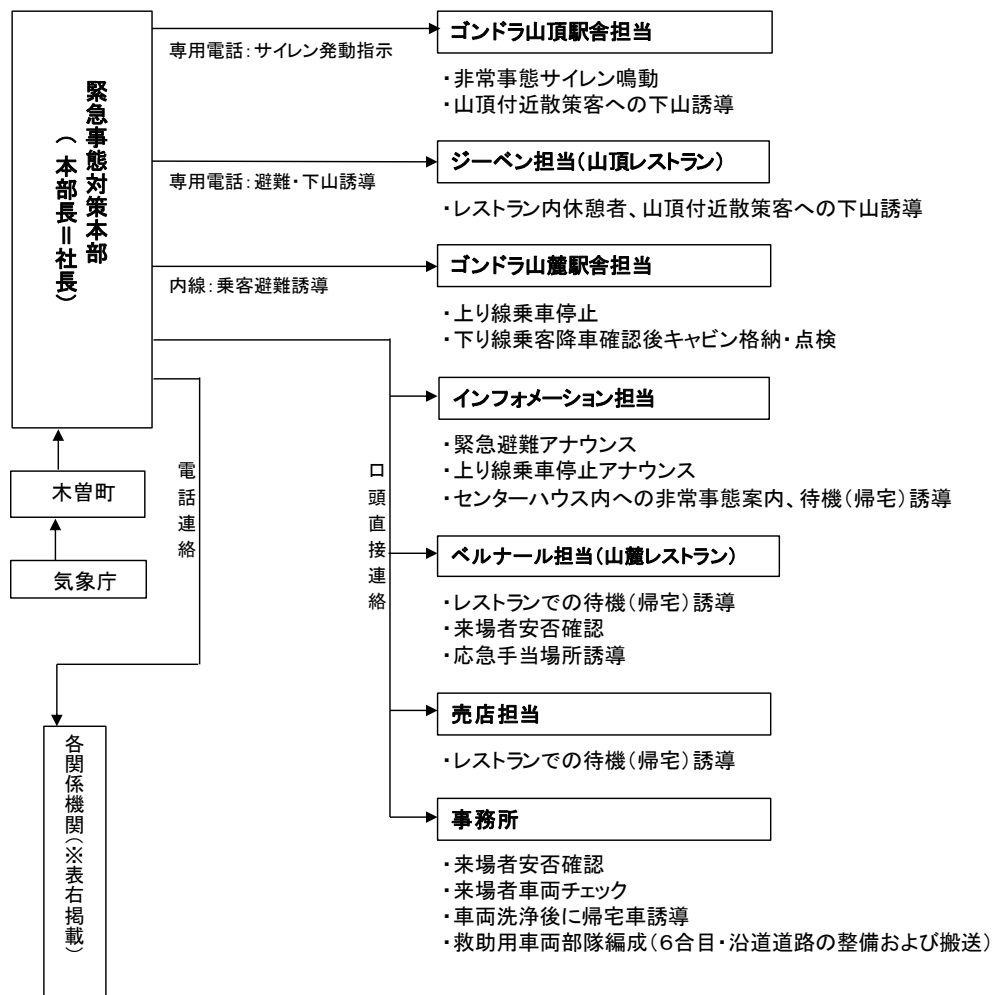 緊急事態対策本部
(本部長＝社長)
専用電話：サイレン発動指示
ゴンドラ山頂駅舎担当
・非常事態サイレン鳴動
・山頂付近散策客への下山誘導
専用電話：避難・下山誘導
ジーベン担当(山頂レストラン)
・レストラン内休憩者、山頂付近散策客への下山誘導
内線：乗客避難誘導
ゴンドラ山麓駅舎担当
・上り線乗車停止
・下り線乗客降車確認後キャビン格納・点検
インフォメーション担当
・緊急避難アナウンス
・上り線乗車停止アナウンス
・センターハウス内への非常事態案内、待機(帰宅)誘導
木曽町
気象庁
電話連絡
口頭直接連絡
ベルナール担当(山麓レストラン)
・レストランでの待機(帰宅)誘導
・来場者安否確認
・応急手当場所誘導
売店担当
・レストランでの待機(帰宅)誘導
各関係機関(※表右掲載)
事務所
・来場者安否確認
・来場者車両チェック
・車両洗浄後に帰宅車誘導
・救助用車両部隊編成(６合目・沿道道路の整備および搬送)